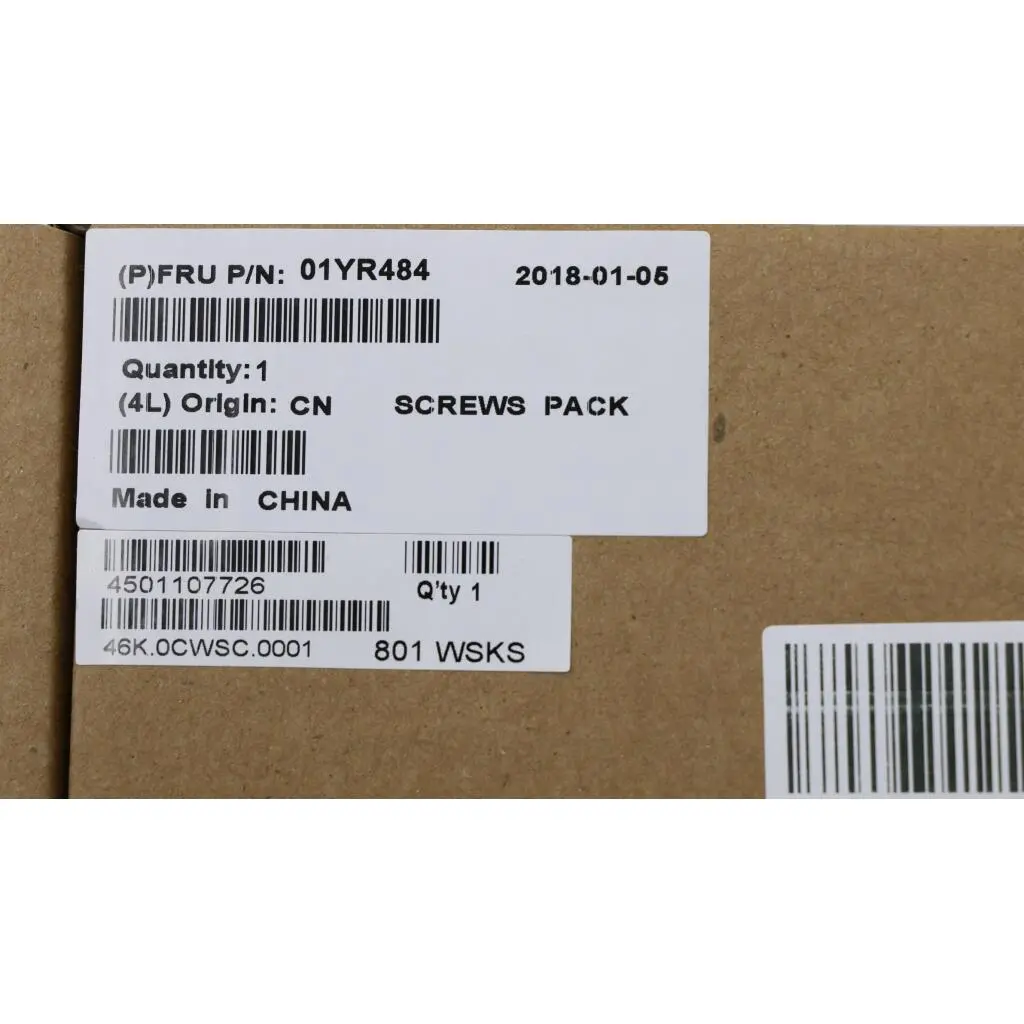 (P)FRU P/N: 01YR484 2018-01-05
Quantity: 1
(4L) Origin: CN SCREWS PACK
Made in CHINA
4501107726 Q'ty 1
46K.0CWSC.0001 801 WSKS